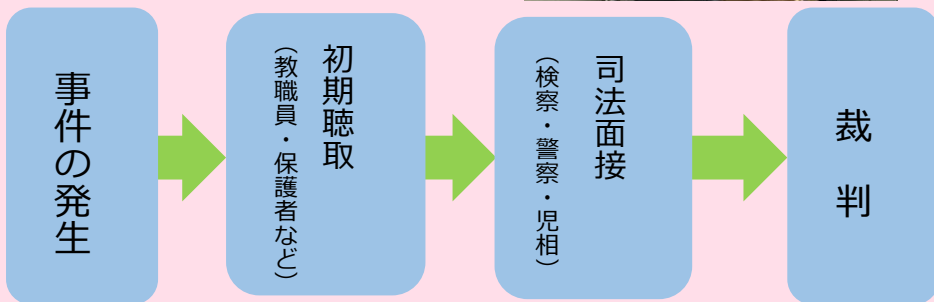 事件の発生
初期聴取
（教職員・保護者など）
司法面接
（検察・警察・児相）
裁判